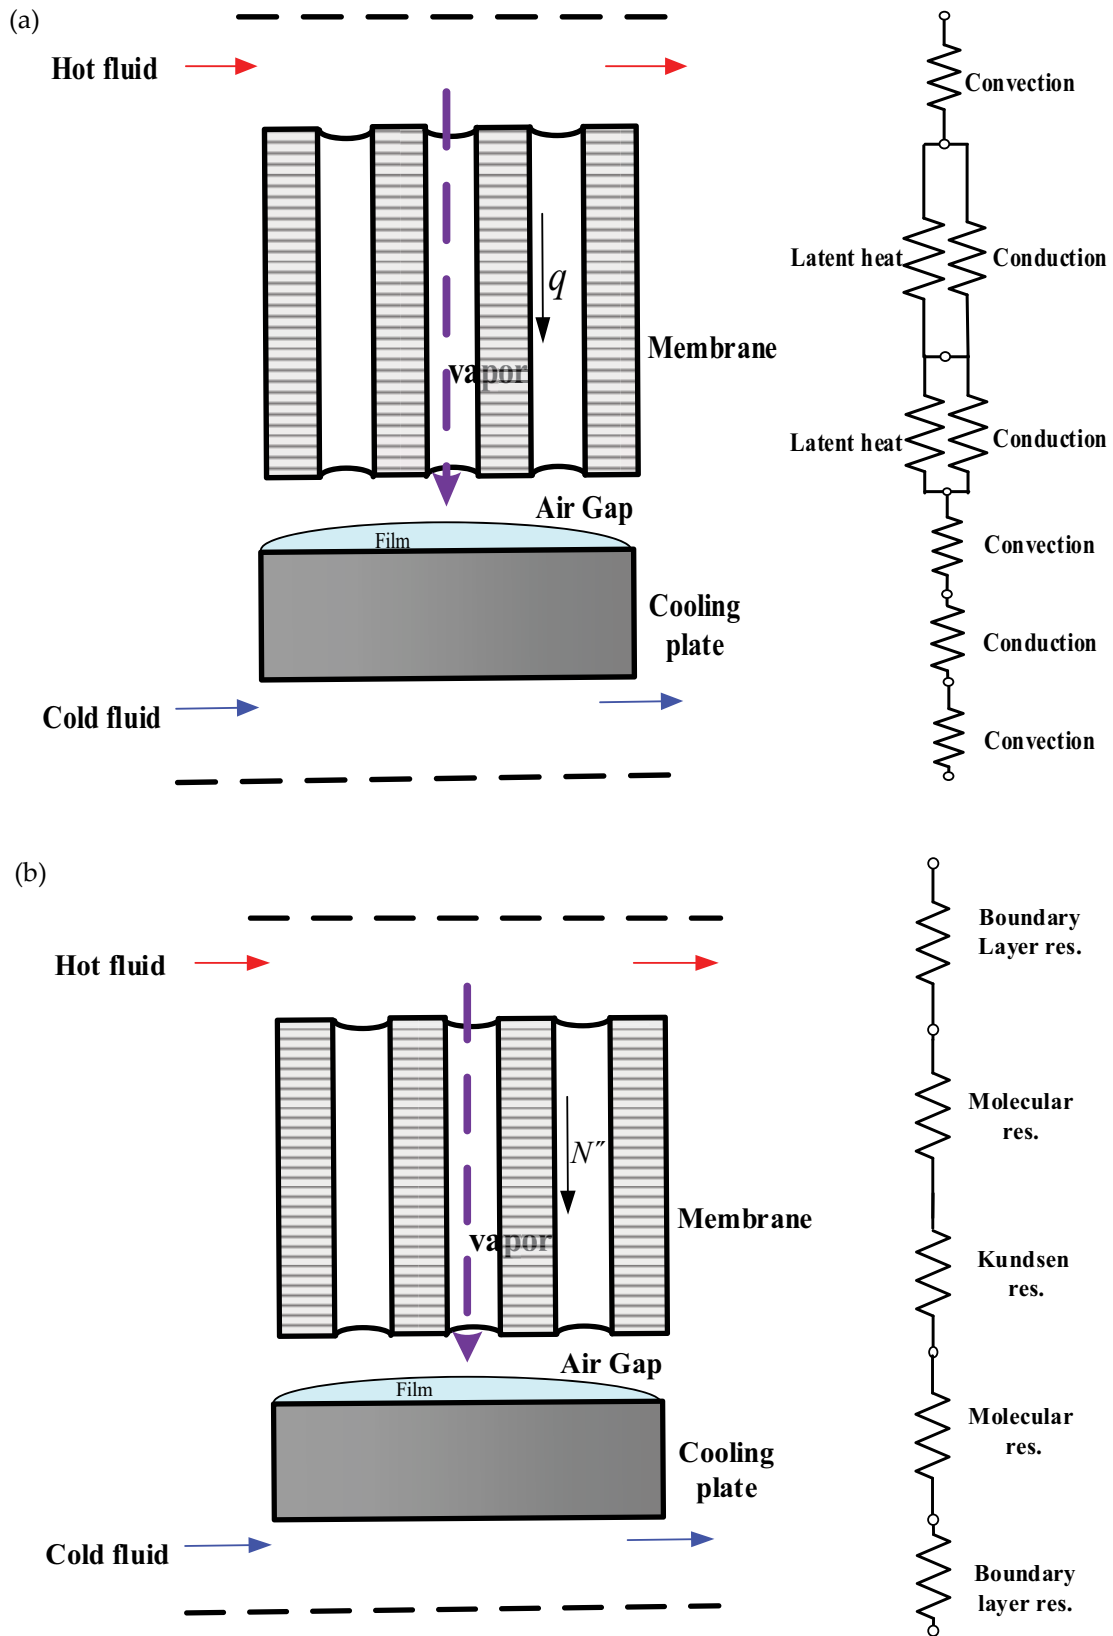 (a)
Hot fluid
Convection
Latent heat
Conduction
q
Membrane
vapor
Latent heat
Conduction
Air Gap
Film
Convection
Cooling
plate
Conduction
Cold fluid
Convection
(b)
Boundary
Layer res.
Hot fluid
Molecular
res.
N″
Membrane
vapor
Kundsen
res.
Air Gap
Film
Molecular
res.
Cooling
plate
Cold fluid
Boundary
layer res.